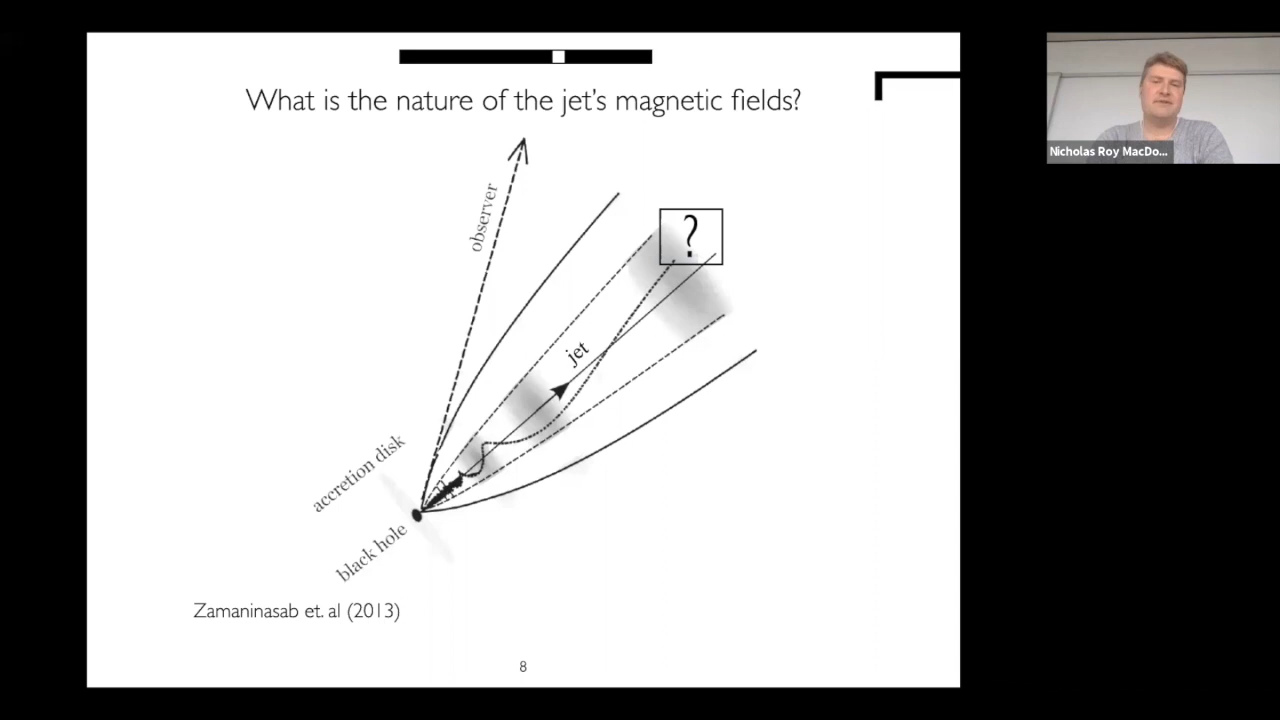 What is the nature of the jet's magnetic fields?
Nicholas Roy MacDo...
observer
?
jet
accretion disk
black hole
Zamaninasab et. al (2013)
8